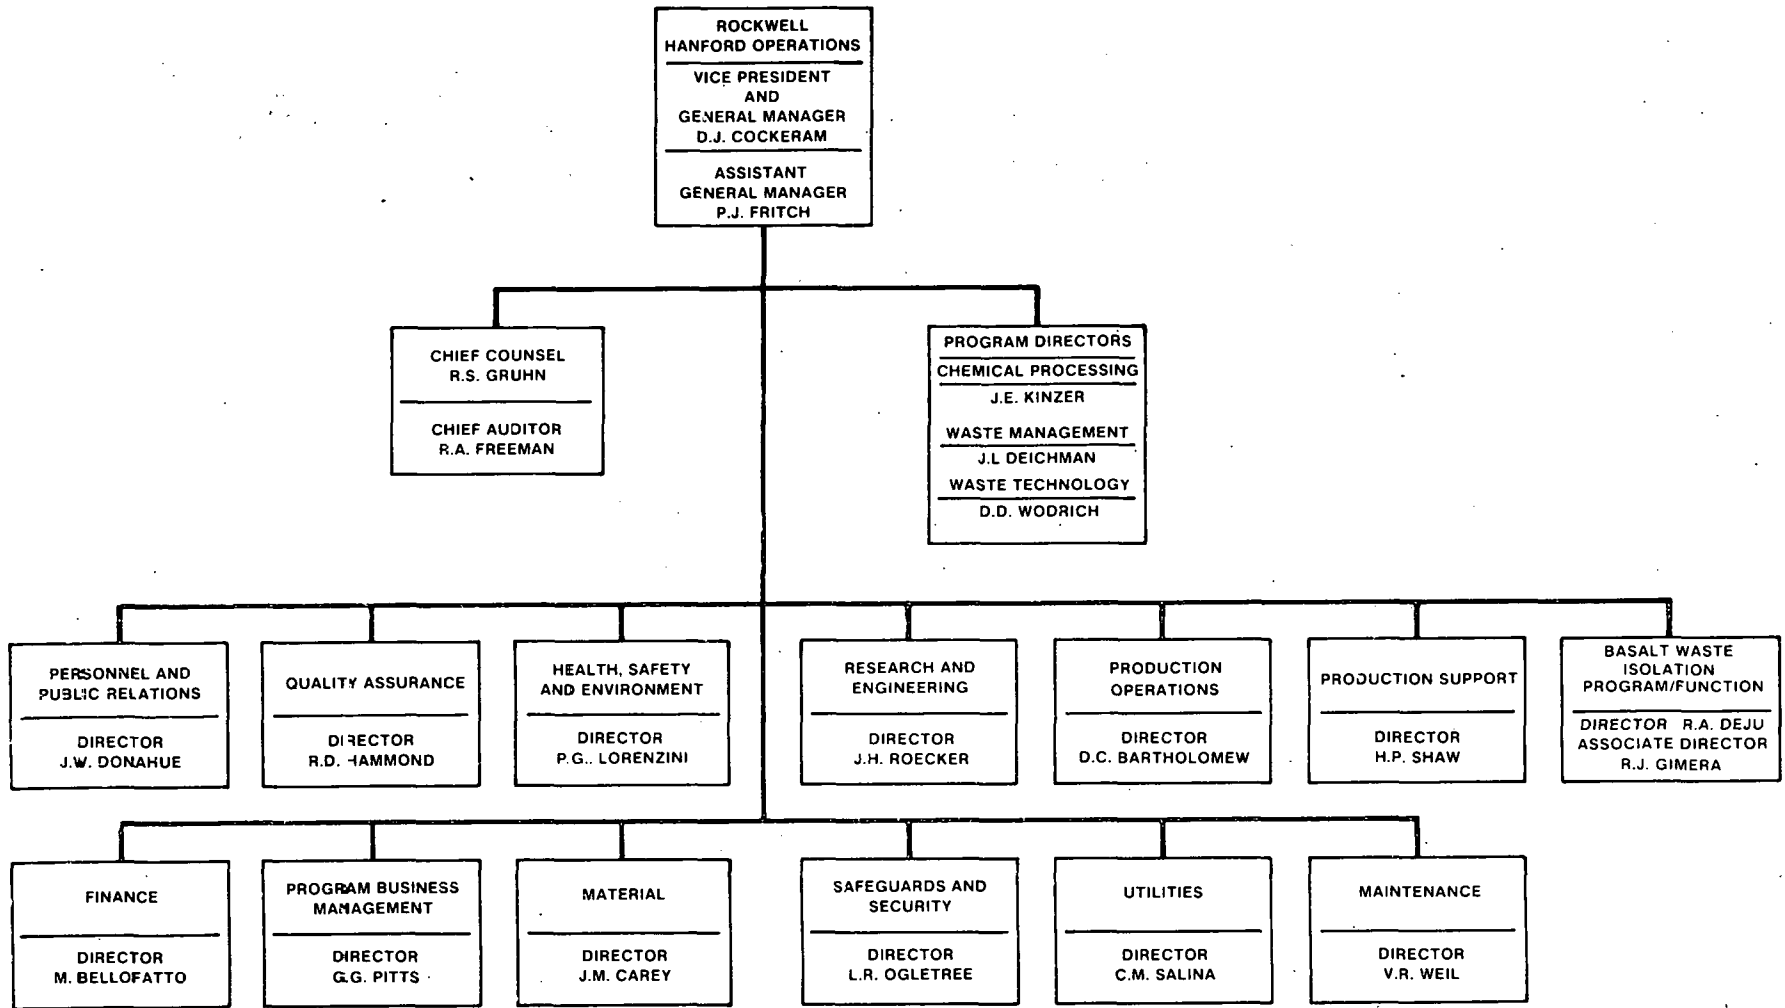 ROCKWELL
HANFORD OPERATIONS
VICE PRESIDENT
AND
GENERAL MANAGER
D.J. COCKERAM
ASSISTANT
GENERAL MANAGER
P.J. FRITCH
CHIEF COUNSEL
R.S. GRUHN
CHIEF AUDITOR
R.A. FREEMAN
PROGRAM DIRECTORS
CHEMICAL PROCESSING
J.E. KINZER
WASTE MANAGEMENT
J.L DEICHMAN
WASTE TECHNOLOGY
D.D. WODRICH
PERSONNEL AND
PUBLIC RELATIONS
DIRECTOR
J.W. DONAHUE
QUALITY ASSURANCE
DIRECTOR
R.D. HAMMOND
HEALTH, SAFETY
AND ENVIRONMENT
DIRECTOR
P.G. LORENZINI
RESEARCH AND
ENGINEERING
DIRECTOR
J.H. ROECKER
PRODUCTION
OPERATIONS
DIRECTOR
D.C. BARTHOLOMEW
PRODUCTION SUPPORT
DIRECTOR
H.P. SHAW
BASALT WASTE
ISOLATION
PROGRAM/FUNCTION
DIRECTOR R.A. DEJU
ASSOCIATE DIRECTOR
R.J. GIMERA
FINANCE
DIRECTOR
M. BELLOFATTO
PROGRAM BUSINESS
MANAGEMENT
DIRECTOR
G.G. PITTS
MATERIAL
DIRECTOR
J.M. CAREY
SAFEGUARDS AND
SECURITY
DIRECTOR
L.R. OGLETREE
UTILITIES
DIRECTOR
C.M. SALINA
MAINTENANCE
DIRECTOR
V.R. WEIL